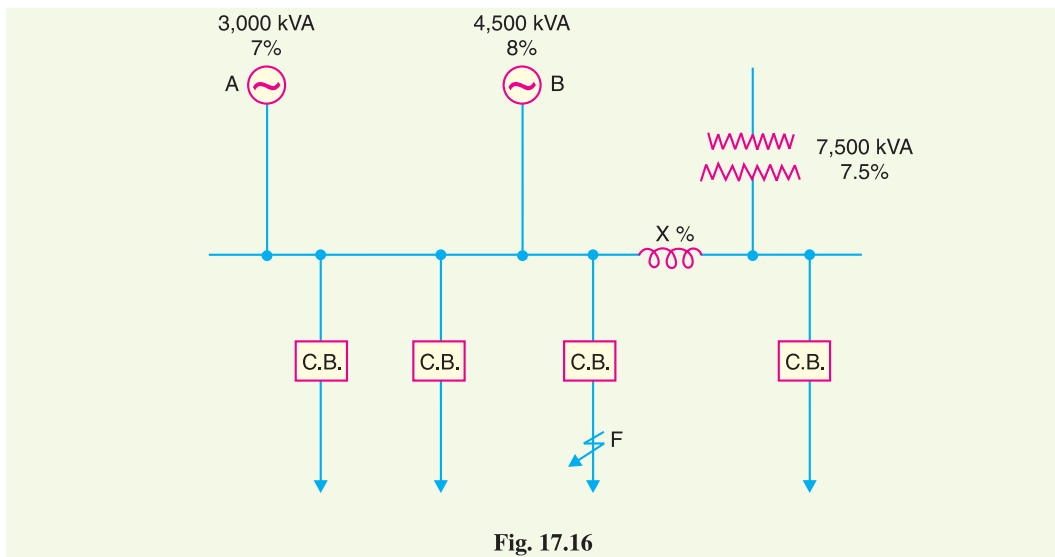 3,000 kVA
7%
4,500 kVA
8%
A
B
7,500 kVA
7.5%
X %
C.B.
C.B.
C.B.
C.B.
F
Fig. 17.16